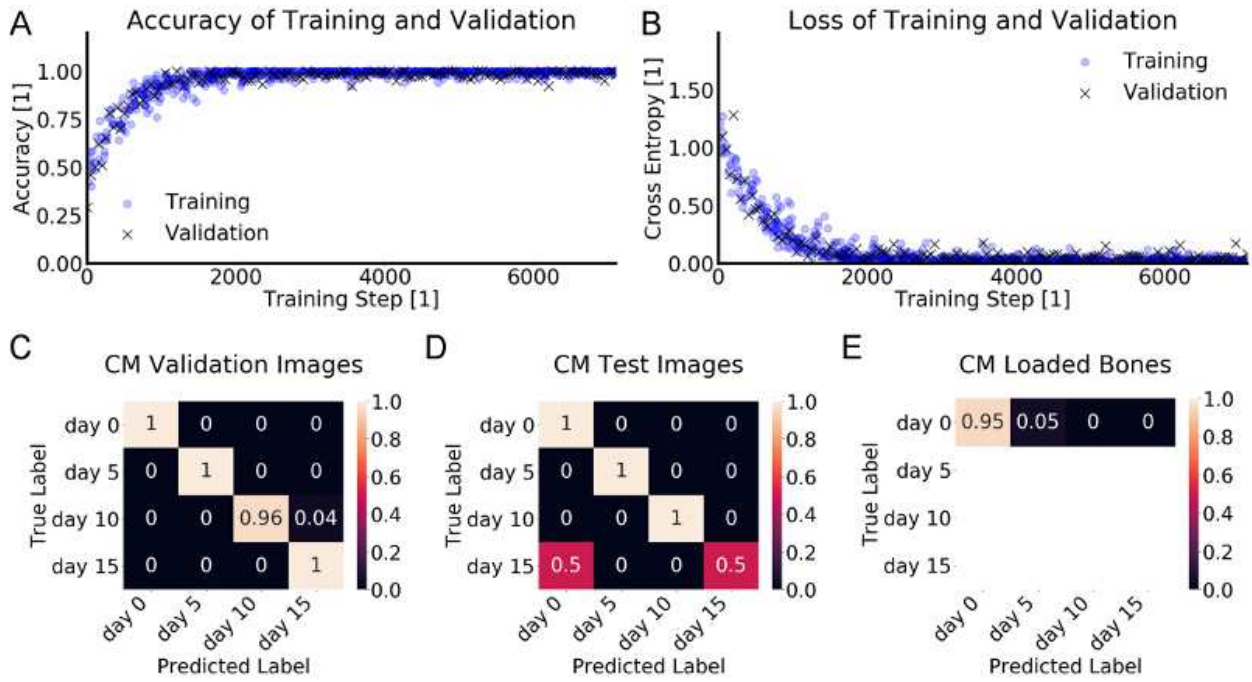 A
Accuracy of Training and Validation
1.00
0.75
0.50
0.25
0.00
Accuracy [1]
Training
Validation
0
2000
4000
6000
Training Step [1]
B
Loss of Training and Validation
1.50
1.00
0.50
0.00
Cross Entropy [1]
Training
Validation
0
2000
4000
6000
Training Step [1]
C
CM Validation Images
True Label
day 0
1 0 0 0
day 5
0 1 0 0
day 10
0 0 0.96 0.04
day 15
0 0 0 1
day 0
day 5
day 10
day 15
Predicted Label
1.0
0.8
0.6
0.4
0.2
0.0
D
CM Test Images
True Label
day 0
1 0 0 0
day 5
0 1 0 0
day 10
0 0 1 0
day 15
0.5 0 0 0.5
day 0
day 5
day 10
day 15
Predicted Label
1.0
0.8
0.6
0.4
0.2
0.0
E
CM Loaded Bones
True Label
day 0
0.95 0.05 0 0
day 5
day 10
day 15
day 0
day 5
day 10
day 15
Predicted Label
1.0
0.8
0.6
0.4
0.2
0.0